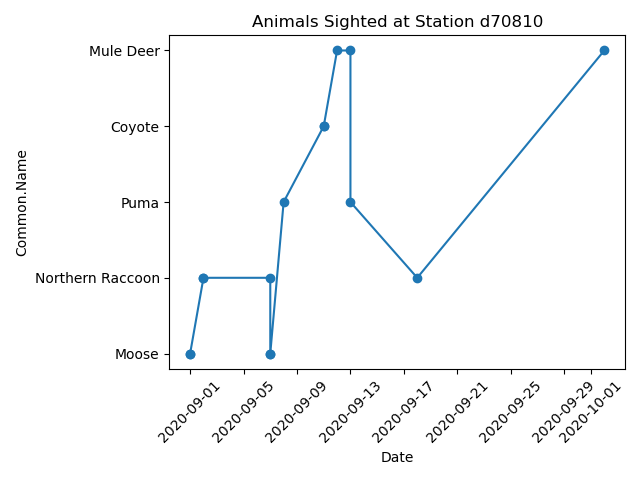 Animals Sighted at Station d70810
Mule Deer
Coyote
Puma
Northern Raccoon
Moose
Common.Name
2020-09-01
2020-09-05
2020-09-09
2020-09-13
2020-09-17
2020-09-21
2020-09-25
2020-09-29
2020-10-01
Date